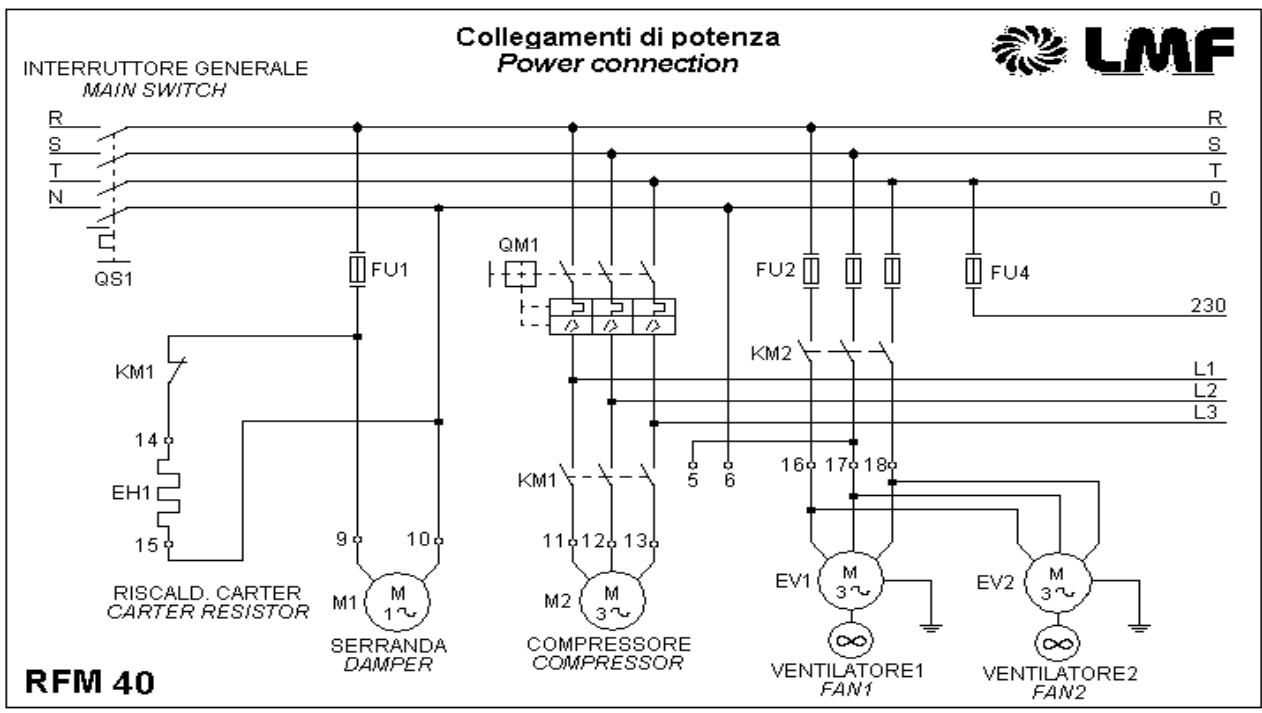 Collegamenti di potenza
Power connection
LMF
INTERRUTTORE GENERALE
MAIN SWITCH
R
R
S
S
T
T
N
0
QS1
FU1
QM1
FU2
FU4
230
KM1
KM2
L1
L2
L3
14
EH1
15
KM1
5
6
16
17
18
9
10
11
12
13
RISCALD. CARTER
CARTER RESISTOR
M1
M
1
SERRANDA
DAMPER
M2
M
3
COMPRESSORE
COMPRESSOR
EV1
M
3
VENTILATORE1
FAN1
EV2
M
3
VENTILATORE2
FAN2
RFM 40